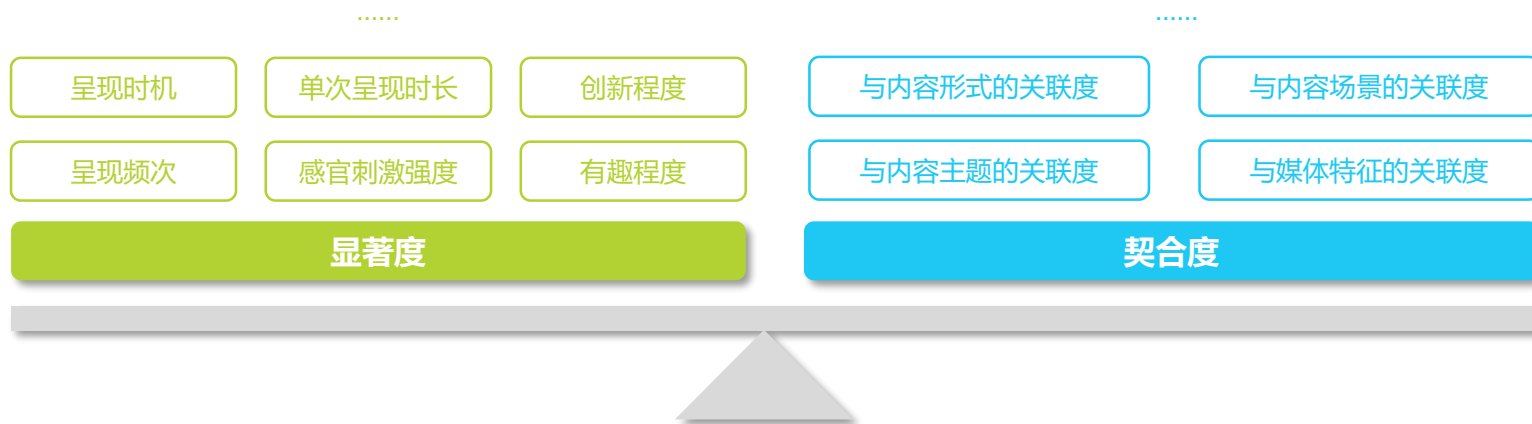 ......
......
呈现时机
单次呈现时长
创新程度
与内容形式的关联度
与内容场景的关联度
呈现频次
感官刺激强度
有趣程度
与内容主题的关联度
与媒体特征的关联度
显著度
契合度